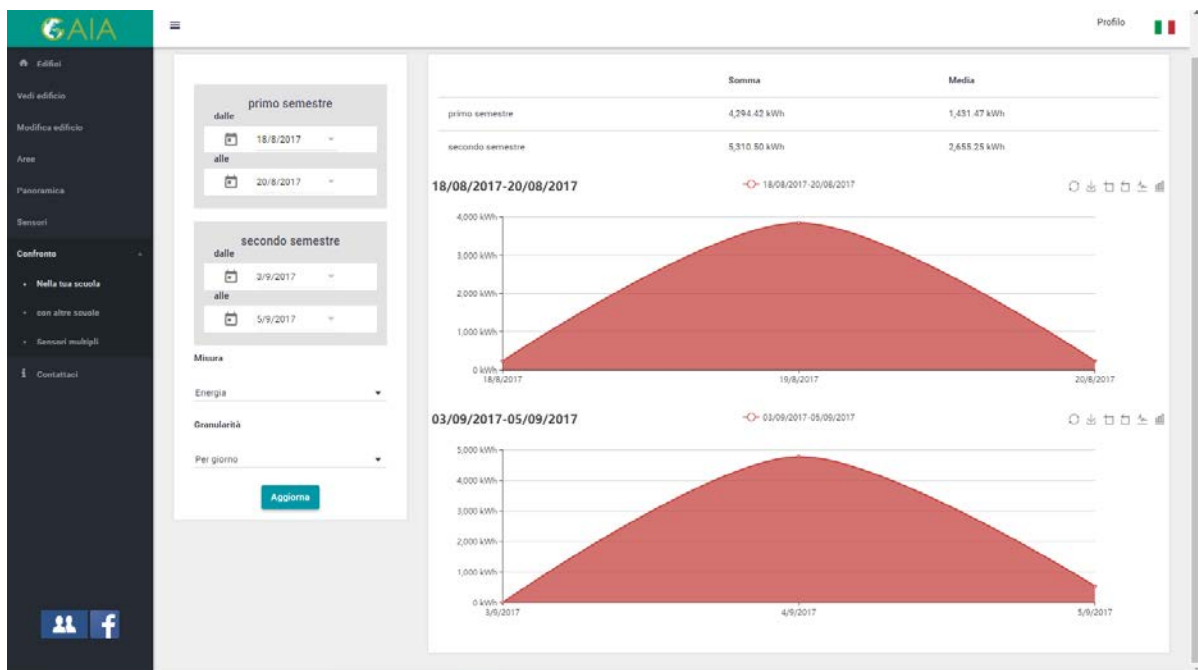 GAIA
Profilo
Edifici
Vedi edificio
Modifica edificio
Aree
Panoramica
Sensori
Confronto
Nella tua scuola
con altre scuole
Sensori multipli
Contattaci
primo semestre
dalle
18/8/2017
alle
20/8/2017
secondo semestre
dalle
3/9/2017
alle
5/9/2017
Misura
Energia
Granularità
Per giorno
Aggiorna
Somma Media
primo semestre 4,294.42 kWh 1,431.47 kWh
secondo semestre 5,310.50 kWh 2,655.25 kWh
18/08/2017-20/08/2017 18/08/2017-20/08/2017
4,000 kWh
3,000 kWh
2,000 kWh
1,000 kWh
0 kWh
18/8/2017 19/8/2017 20/8/2017
03/09/2017-05/09/2017 03/09/2017-05/09/2017
5,000 kWh
4,000 kWh
3,000 kWh
2,000 kWh
1,000 kWh
0 kWh
3/9/2017 4/9/2017 5/9/2017